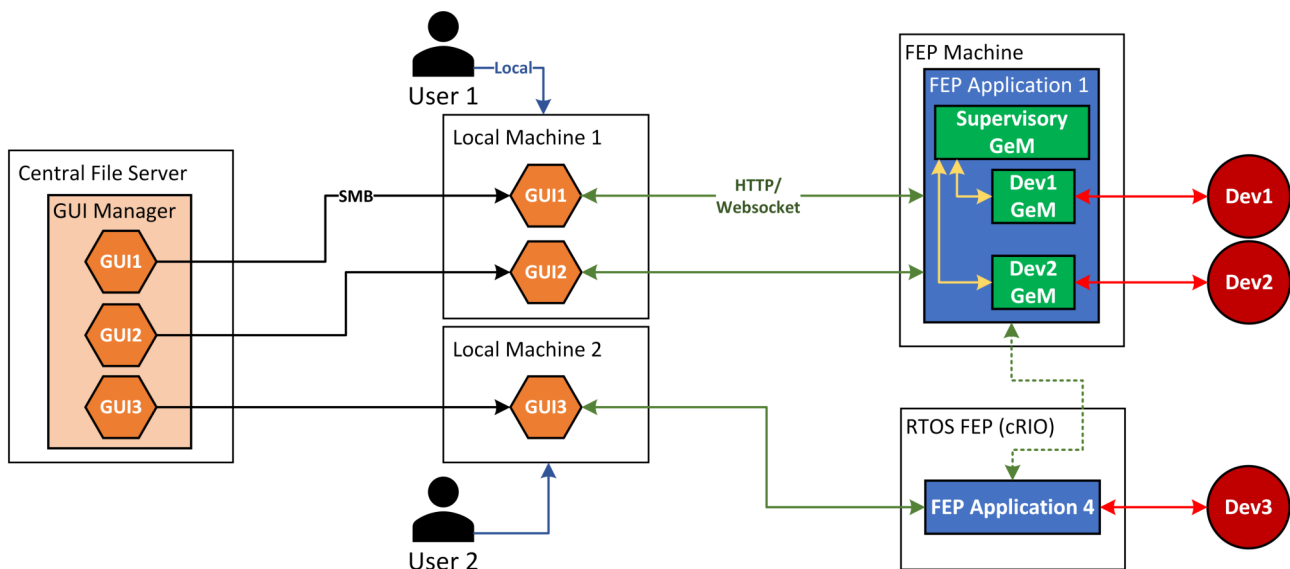 User 1
Local
Central File Server
GUI Manager
GUI1
GUI2
GUI3
SMB
Local Machine 1
GUI1
GUI2
Local Machine 2
GUI3
User 2
HTTP/
Websocket
FEP Machine
FEP Application 1
Supervisory
GeM
Dev1
GeM
Dev2
GeM
Dev1
Dev2
RTOS FEP (cRIO)
FEP Application 4
Dev3